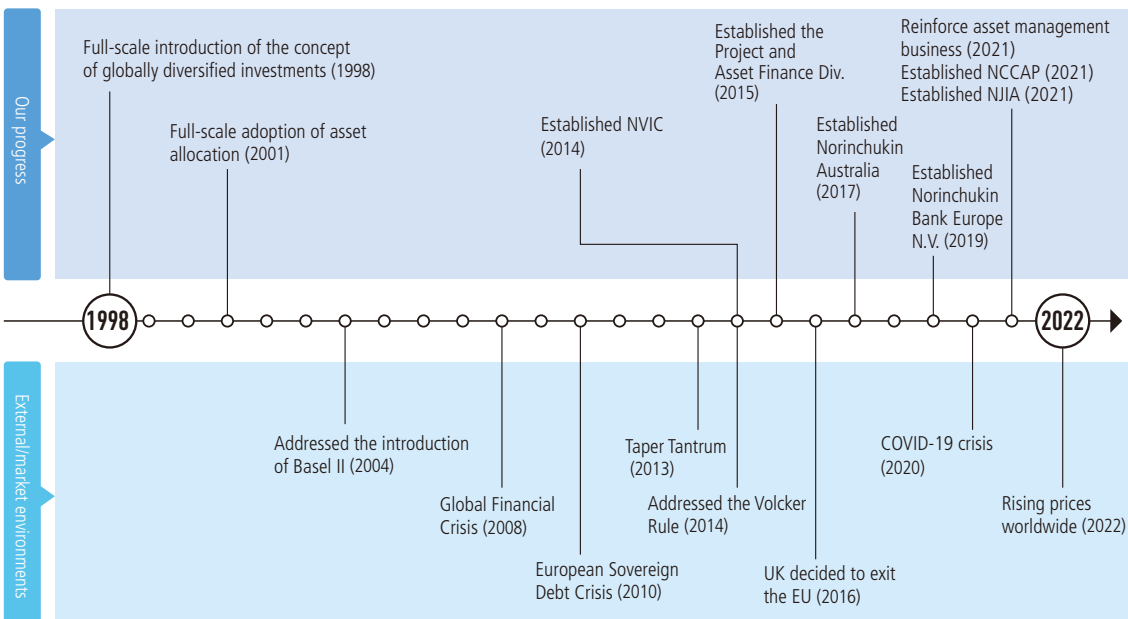 Our progress
Full-scale introduction of the concept
of globally diversified investments (1998)
Full-scale adoption of asset
allocation (2001)
Established NVIC
(2014)
Established the
Project and
Asset Finance Div.
(2015)
Established
Norinchukin
Australia
(2017)
Established
Norinchukin
Bank Europe
N.V. (2019)
Reinforce asset management
business (2021)
Established NCCAP (2021)
Established NJIA (2021)
1998
2022
External/market environments
Addressed the introduction
of Basel II (2004)
Global Financial
Crisis (2008)
European Sovereign
Debt Crisis (2010)
Taper Tantrum
(2013)
Addressed the Volcker
Rule (2014)
UK decided to exit
the EU (2016)
COVID-19 crisis
(2020)
Rising prices
worldwide (2022)